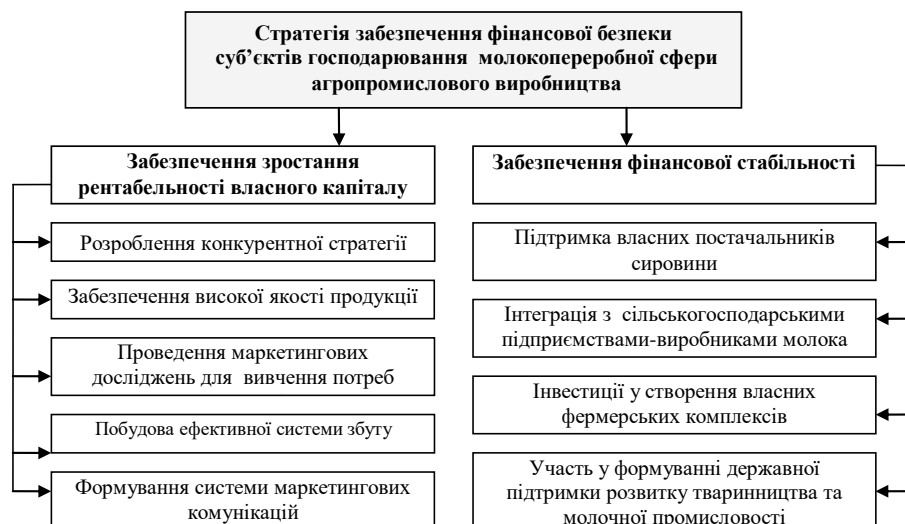 Стратегія забезпечення фінансової безпеки
суб’єктів господарювання молокопереробної сфери
агропромислового виробництва
Забезпечення зростання
рентабельності власного капіталу
Розроблення конкурентної стратегії
Забезпечення високої якості продукції
Проведення маркетингових
досліджень для вивчення потреб
Побудова ефективної системи збуту
Формування системи маркетингових
комунікацій
Забезпечення фінансової стабільності
Підтримка власних постачальників
сировини
Інтеграція з сільськогосподарськими
підприємствами-виробниками молока
Інвестиції у створення власних
фермерських комплексів
Участь у формуванні державної
підтримки розвитку тваринництва та
молочної промисловості